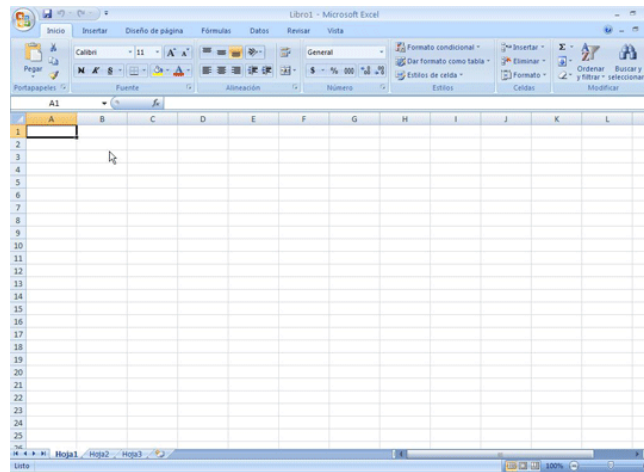 Libro1 - Microsoft Excel
Inicio Insertar Diseño de página Fórmulas Datos Revisar Vista
Pegar
Calibri 11
N K S
General
$ % 000
Formato condicional
Dar formato como tabla
Estilos de celda
Insertar
Eliminar
Formato
Σ
Ordenar y filtrar
Buscar y seleccionar
Portapapeles Fuente Alineación Número Estilos Celdas Modificar
A1 fx
A B C D E F G H I J K L
1
2
3
4
5
6
7
8
9
10
11
12
13
14
15
16
17
18
19
20
21
22
23
24
25
26
Hoja1 Hoja2 Hoja3
Listo 100%